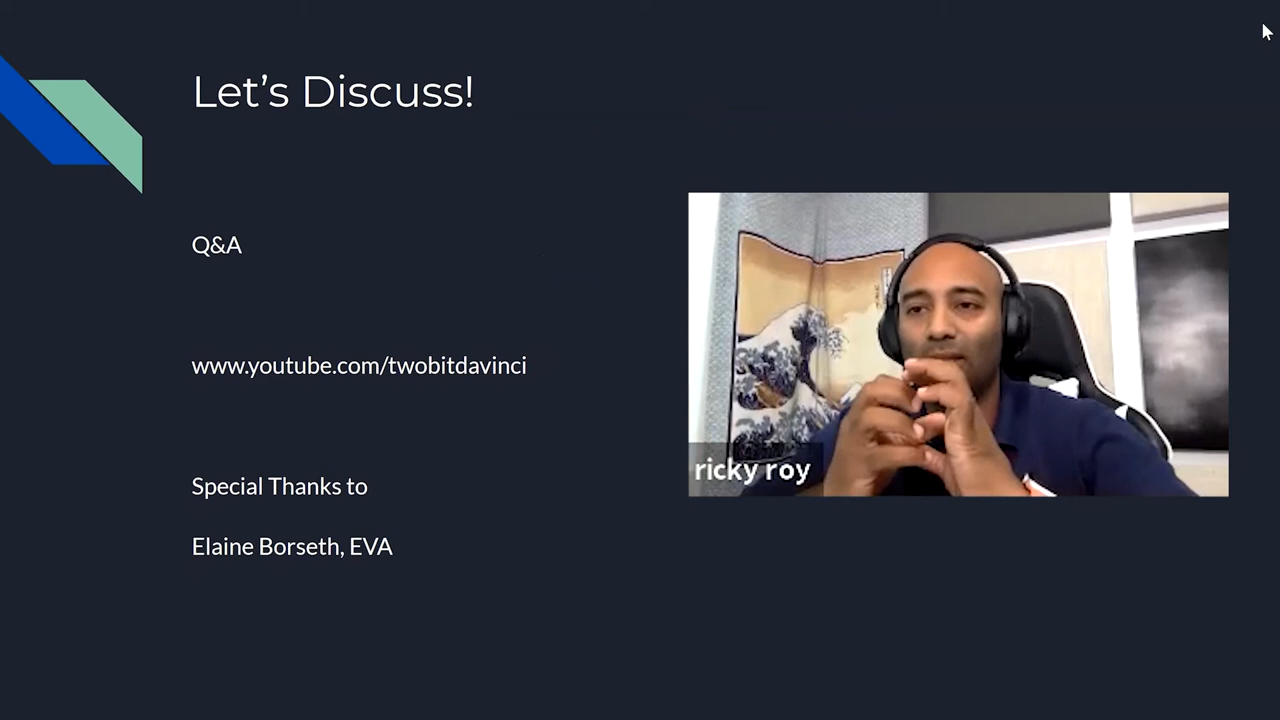 Let's Discuss!
Q&A
www.youtube.com/twobitdavinci
Special Thanks to
Elaine Borseth, EVA
ricky roy